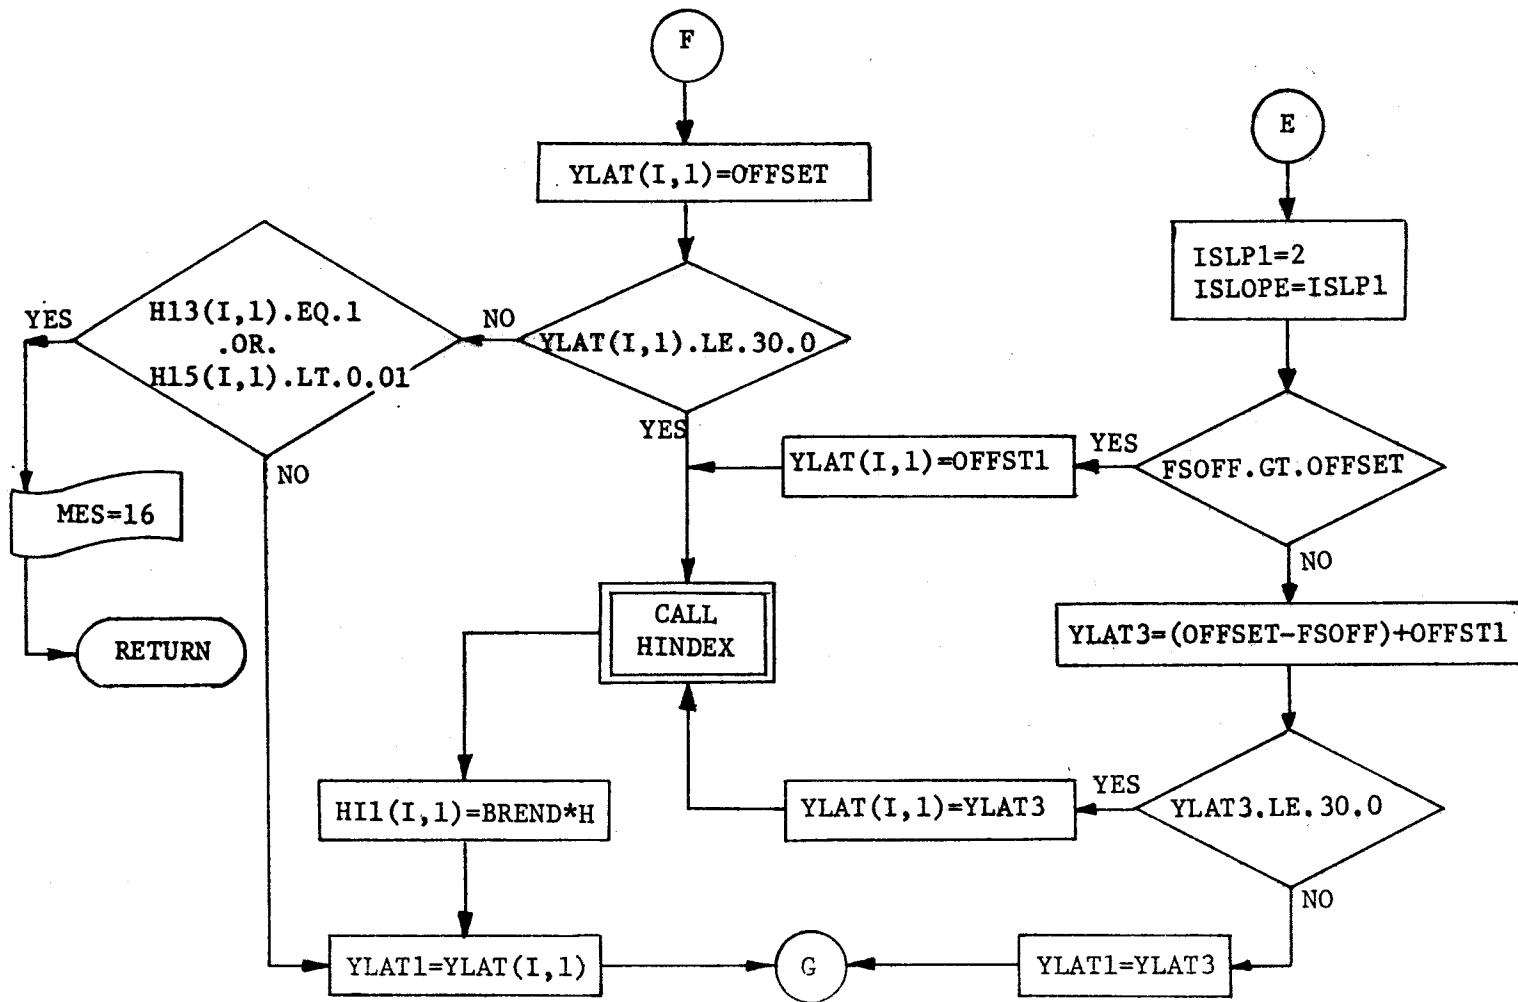 F
YLAT(I,1)=OFFSET
E
ISLP1=2
ISLOPE=ISLP1
YLAT(I,1).LE.30.0
NO
YES
H13(I,1).EQ.1
.OR.
H15(I,1).LT.0.01
YES
NO
MES=16
RETURN
FSOFF.GT.OFFSET
YES
NO
YLAT(I,1)=OFFST1
CALL
HINDEX
YLAT3=(OFFSET-FSOFF)+OFFST1
YLAT3.LE.30.0
YES
NO
YLAT(I,1)=YLAT3
HI1(I,1)=BREND*H
YLAT1=YLAT(I,1)
G
YLAT1=YLAT3